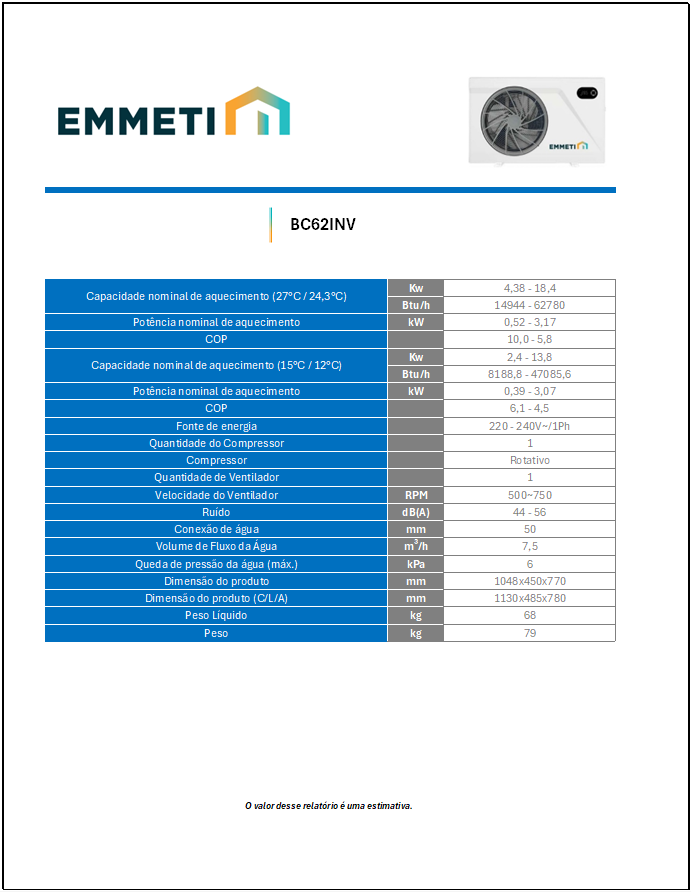 EMMETI
EMMETI
BC62INV
Capacidade nominal de aquecimento (27°C / 24,3°C) Kw 4,38 - 18,4
Btu/h 14944 - 62780
Potência nominal de aquecimento kW 0,52 - 3,17
COP 10,0 - 5,8
Capacidade nominal de aquecimento (15°C / 12°C) Kw 2,4 - 13,8
Btu/h 8188,8 - 47085,6
Potência nominal de aquecimento kW 0,39 - 3,07
COP 6,1 - 4,5
Fonte de energia 220 - 240V~/1Ph
Quantidade do Compressor 1
Compressor Rotativo
Quantidade de Ventilador 1
Velocidade do Ventilador RPM 500~750
Ruído dB(A) 44 - 56
Conexão de água mm 50
Volume de Fluxo da Água m³/h 7,5
Queda de pressão da água (máx.) kPa 6
Dimensão do produto mm 1048x450x770
Dimensão do produto (C/L/A) mm 1130x485x780
Peso Líquido kg 68
Peso kg 79
O valor desse relatório é uma estimativa.